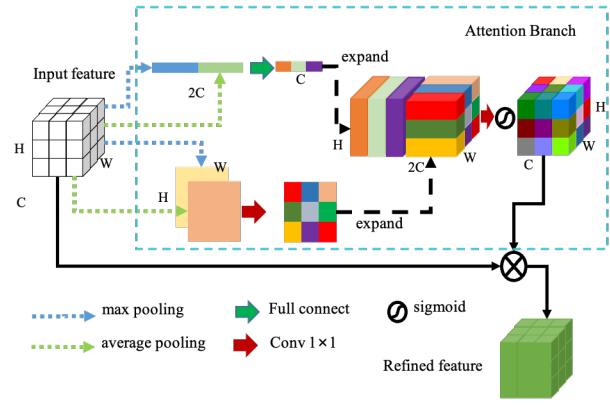 Attention Branch
Input feature
2C
C
expand
H
W
C
W
H
H
2C
W
expand
H
C
W
max pooling
Full connect
sigmoid
average pooling
Conv 1×1
Refined feature